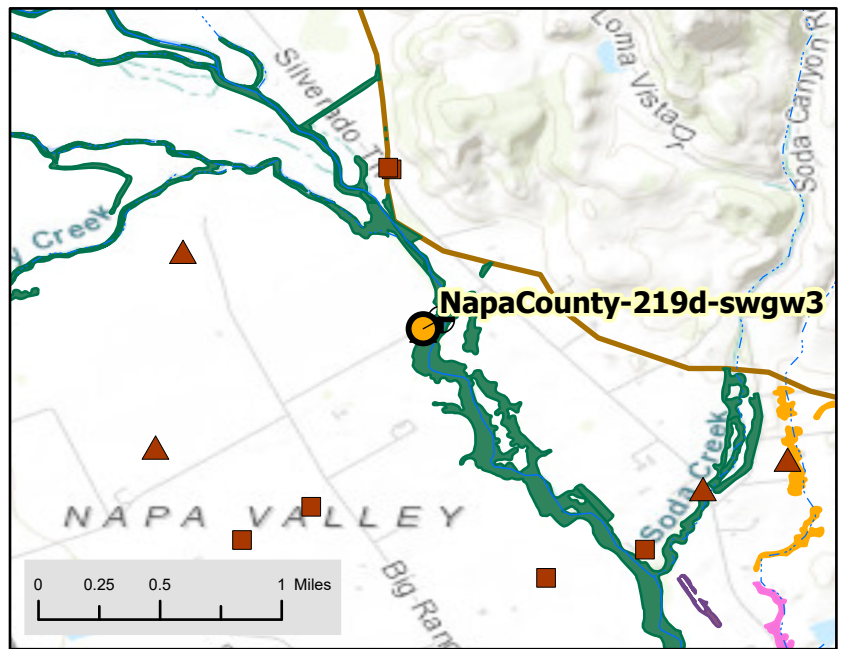 Loma Vista Dr
Silverado T
Soda Canyon R
y Creek
NapaCounty-219d-swgw3
Soda Creek
NAPA VALLEY
Big Ran
0 0.25 0.5 1 Miles